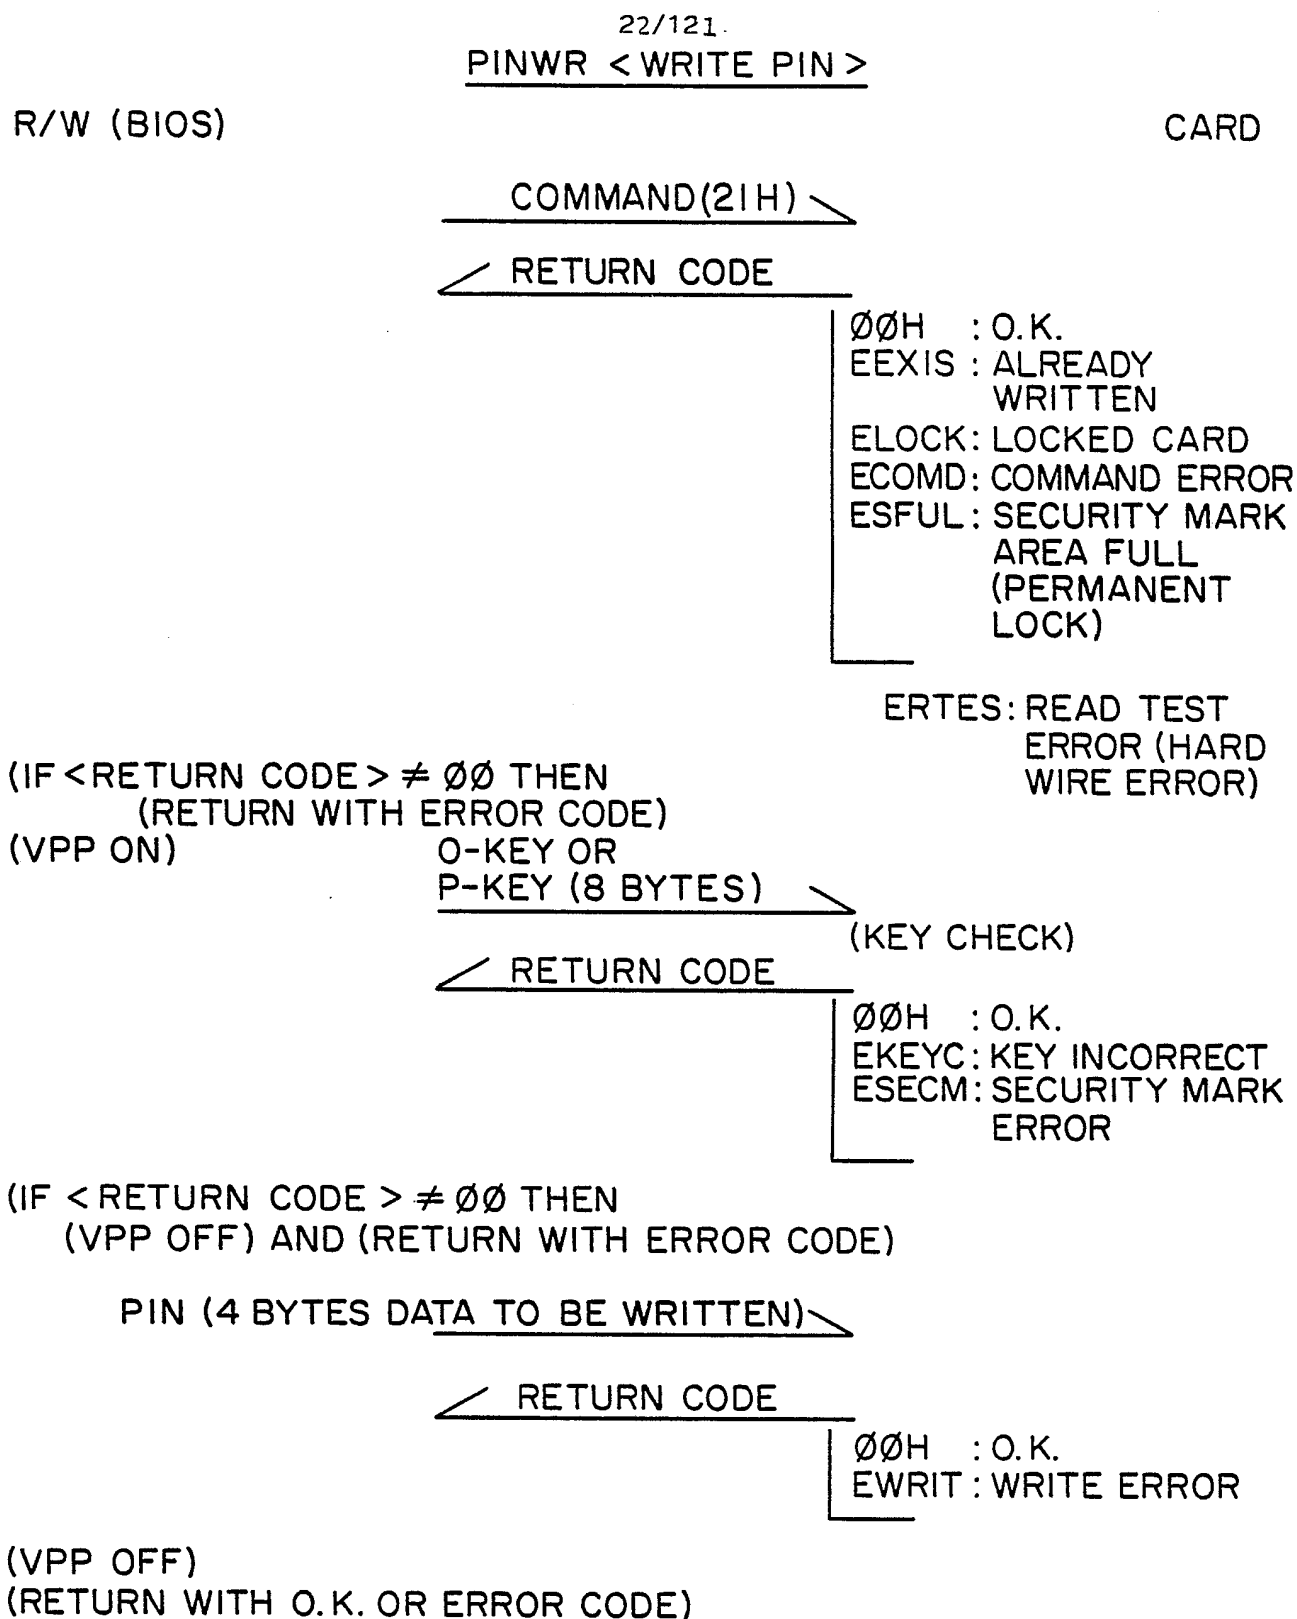 22/121.
PINWR <WRITE PIN>
R/W (BIOS)
CARD
COMMAND(21H)
RETURN CODE
ØØH : O.K.
EEXIS : ALREADY
WRITTEN
ELOCK: LOCKED CARD
ECOMD: COMMAND ERROR
ESFUL: SECURITY MARK
AREA FULL
(PERMANENT
LOCK)
ERTES: READ TEST
ERROR (HARD
WIRE ERROR)
(IF <RETURN CODE> ≠ ØØ THEN
(RETURN WITH ERROR CODE)
(VPP ON)
O-KEY OR
P-KEY (8 BYTES)
(KEY CHECK)
RETURN CODE
ØØH : O.K.
EKEYC: KEY INCORRECT
ESECM: SECURITY MARK
ERROR
(IF <RETURN CODE> ≠ ØØ THEN
(VPP OFF) AND (RETURN WITH ERROR CODE)
PIN (4 BYTES DATA TO BE WRITTEN)
RETURN CODE
ØØH : O.K.
EWRIT : WRITE ERROR
(VPP OFF)
(RETURN WITH O.K. OR ERROR CODE)